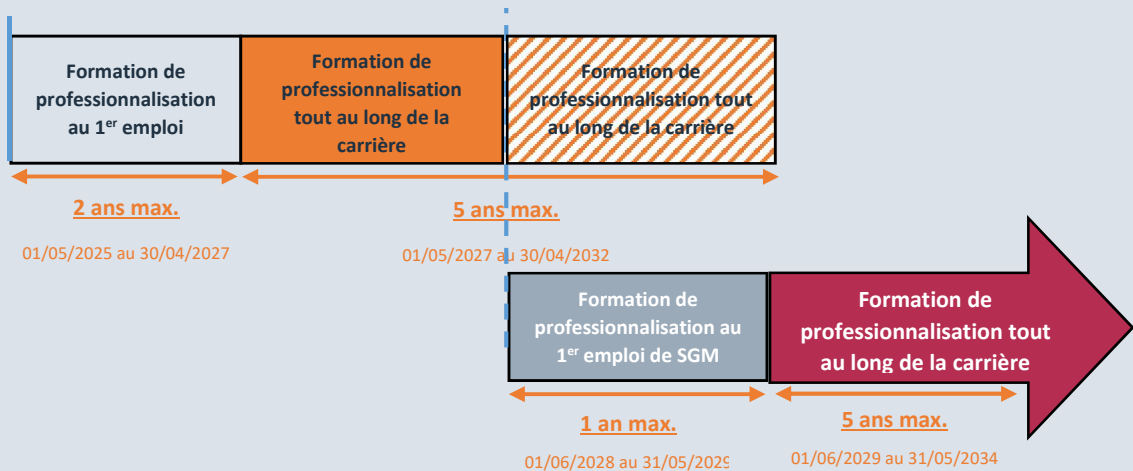 Formation de
professionnalisation
au 1er emploi
Formation de
professionnalisation
tout au long de la
carrière
Formation de
professionnalisation tout
au long de la carrière
2 ans max.
5 ans max.
01/05/2025 au 30/04/2027
01/05/2027 au 30/04/2032
Formation de
professionnalisation au
1er emploi de SGM
Formation de
professionnalisation tout
au long de la carrière
1 an max.
5 ans max.
01/06/2028 au 31/05/2029
01/06/2029 au 31/05/2034